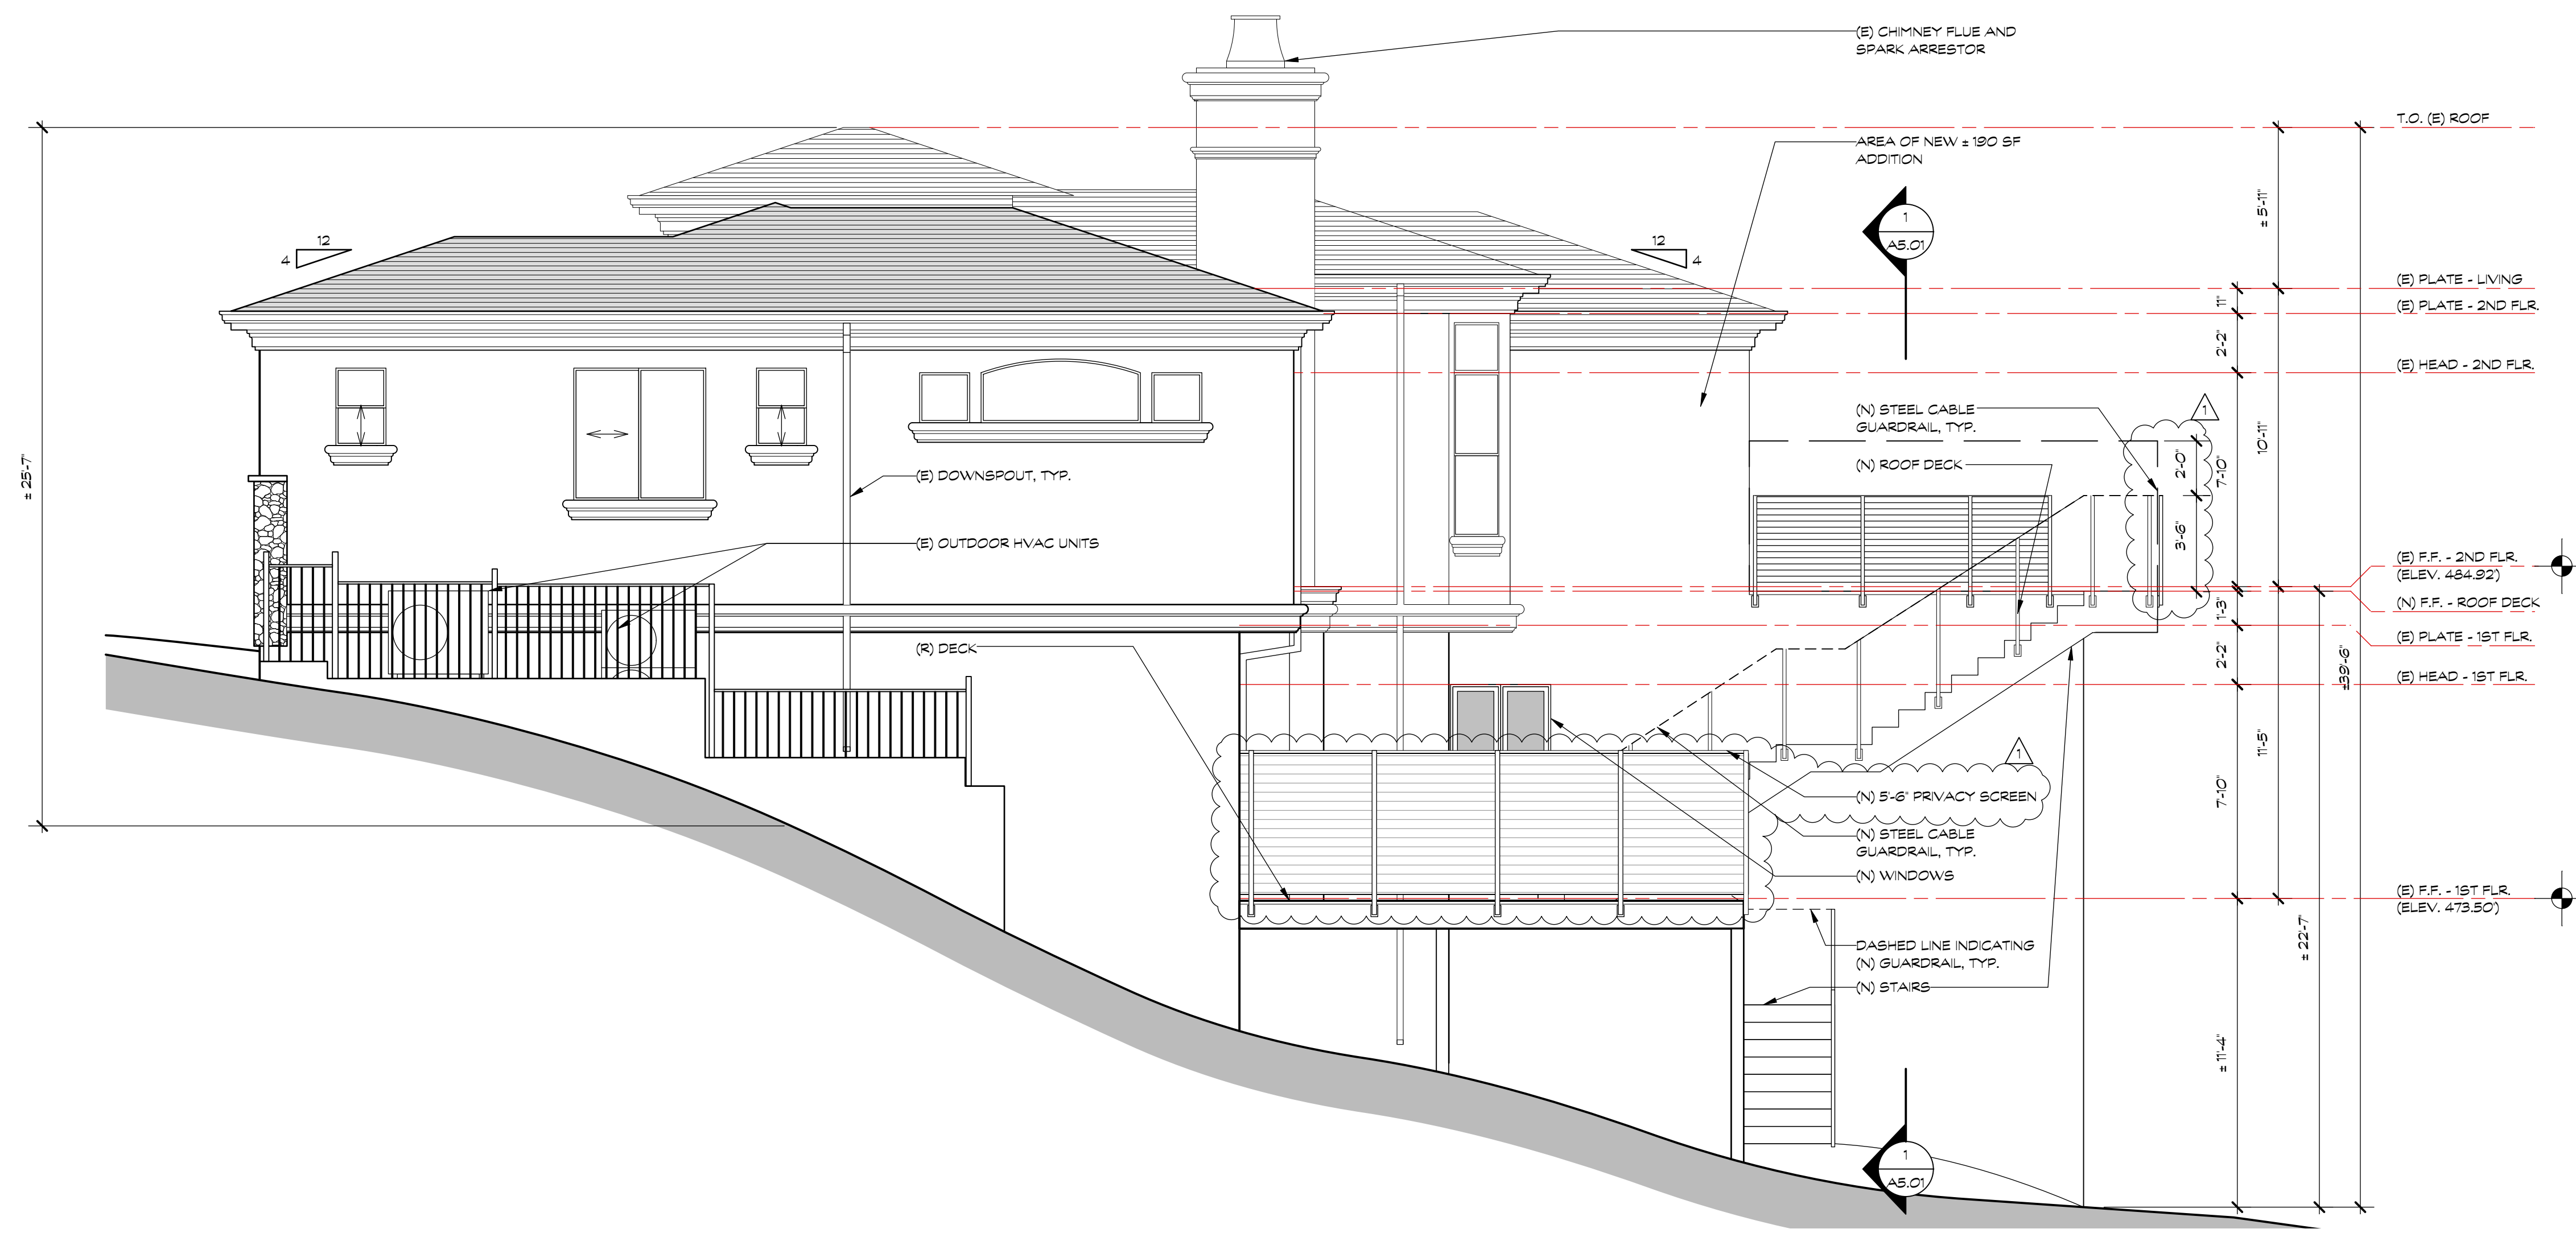 (E) CHIMNEY FLUE AND
SPARK ARRESTOR
T.O. (E) ROOF
AREA OF NEW ± 190 SF
ADDITION
12
4
12
4
1
A5.01
± 5'-11"
(E) PLATE - LIVING
11"
(E) PLATE - 2ND FLR.
2'-2"
(E) HEAD - 2ND FLR.
(N) STEEL CABLE
GUARDRAIL, TYP.
1
(N) ROOF DECK
2'-0"
7'-10"
10'-11"
± 25'-7"
(E) DOWNSPOUT, TYP.
(E) OUTDOOR HVAC UNITS
3'-6"
(E) F.F. - 2ND FLR.
(ELEV. 484.92')
(N) F.F. - ROOF DECK
1'-3"
(E) PLATE - 1ST FLR.
(R) DECK
2'-2"
±39'-6"
(E) HEAD - 1ST FLR.
11'-5"
1
7'-10"
(N) 5'-6" PRIVACY SCREEN
(N) STEEL CABLE
GUARDRAIL, TYP.
(N) WINDOWS
(E) F.F. - 1ST FLR.
(ELEV. 473.50')
± 22'-7"
DASHED LINE INDICATING
(N) GUARDRAIL, TYP.
(N) STAIRS
± 11'-4"
1
A5.01